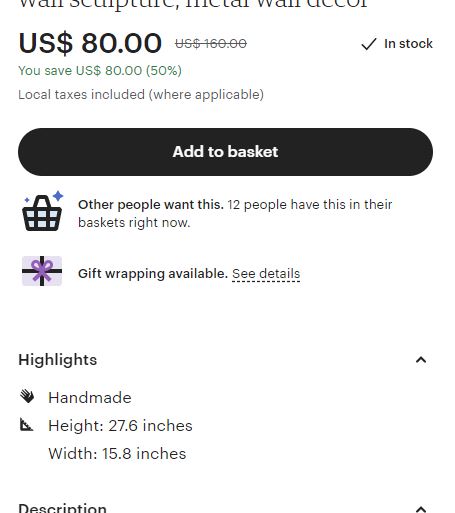 wall sculpture, metal wall decor
US$ 80.00 US$ 160.00 In stock
You save US$ 80.00 (50%)
Local taxes included (where applicable)
Add to basket
Other people want this. 12 people have this in their
baskets right now.
Gift wrapping available. See details
Highlights
Handmade
Height: 27.6 inches
Width: 15.8 inches
Description